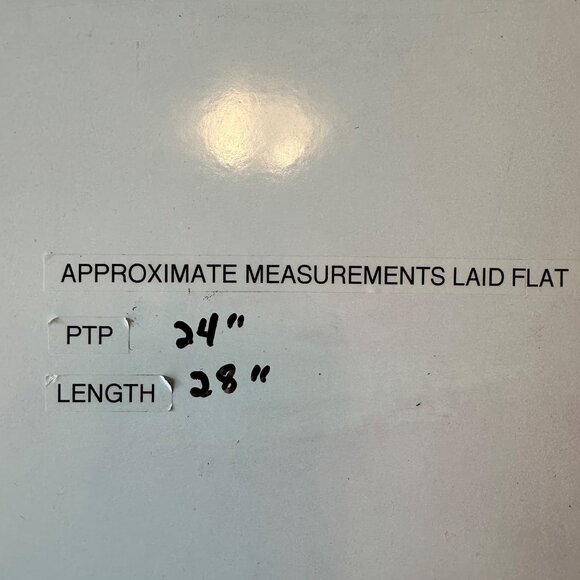 APPROXIMATE MEASUREMENTS LAID FLAT
PTP 24"
LENGTH 28"